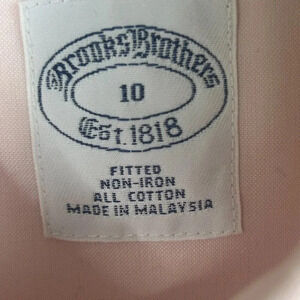 Brooks Brothers
10
Est. 1818
FITTED
NON-IRON
ALL COTTON
MADE IN MALAYSIA